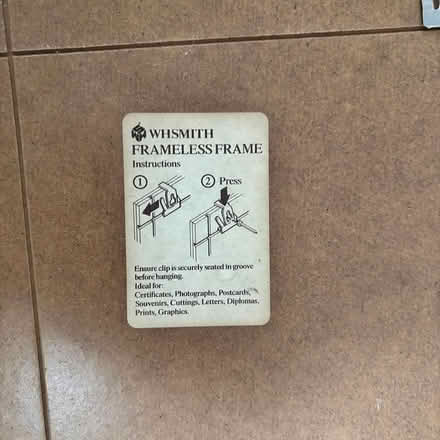 WHSMITH
FRAMELESS FRAME
Instructions
1 2 Press
Ensure clip is securely seated in groove
before hanging.
Ideal for:
Certificates, Photographs, Postcards,
Souvenirs, Cuttings, Letters, Diplomas,
Prints, Graphics.